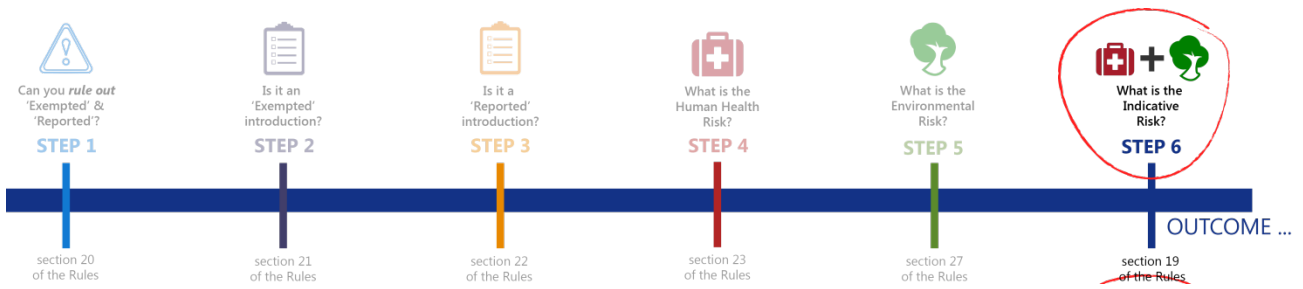 Can you rule out
'Exempted' &
'Reported'?
STEP 1
section 20
of the Rules
Is it an
'Exempted'
introduction?
STEP 2
section 21
of the Rules
Is it a
'Reported'
introduction?
STEP 3
section 22
of the Rules
What is the
Human Health
Risk?
STEP 4
section 23
of the Rules
What is the
Environmental
Risk?
STEP 5
section 27
of the Rules
What is the
Indicative
Risk?
STEP 6
OUTCOME ...
section 19
of the Rules